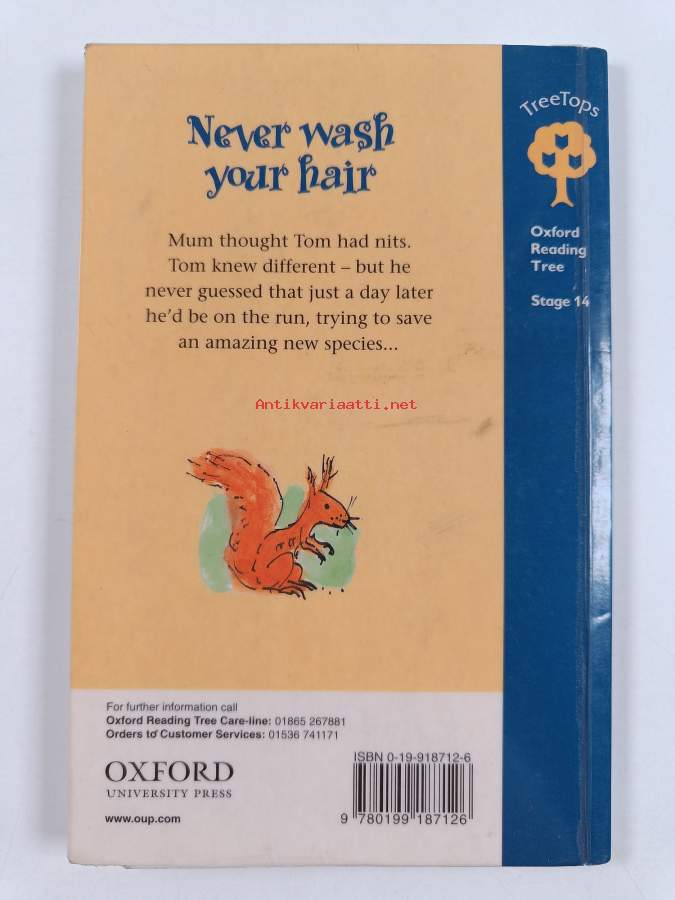 Never wash
your hair
Mum thought Tom had nits.
Tom knew different – but he
never guessed that just a day later
he'd be on the run, trying to save
an amazing new species...
Antikvariaatti.net
TreeTops
Oxford
Reading
Tree
Stage 14
For further information call
Oxford Reading Tree Care-line: 01865 267881
Orders to Customer Services: 01536 741171
OXFORD
UNIVERSITY PRESS
www.oup.com
ISBN 0-19-918712-6
9 780199 187126